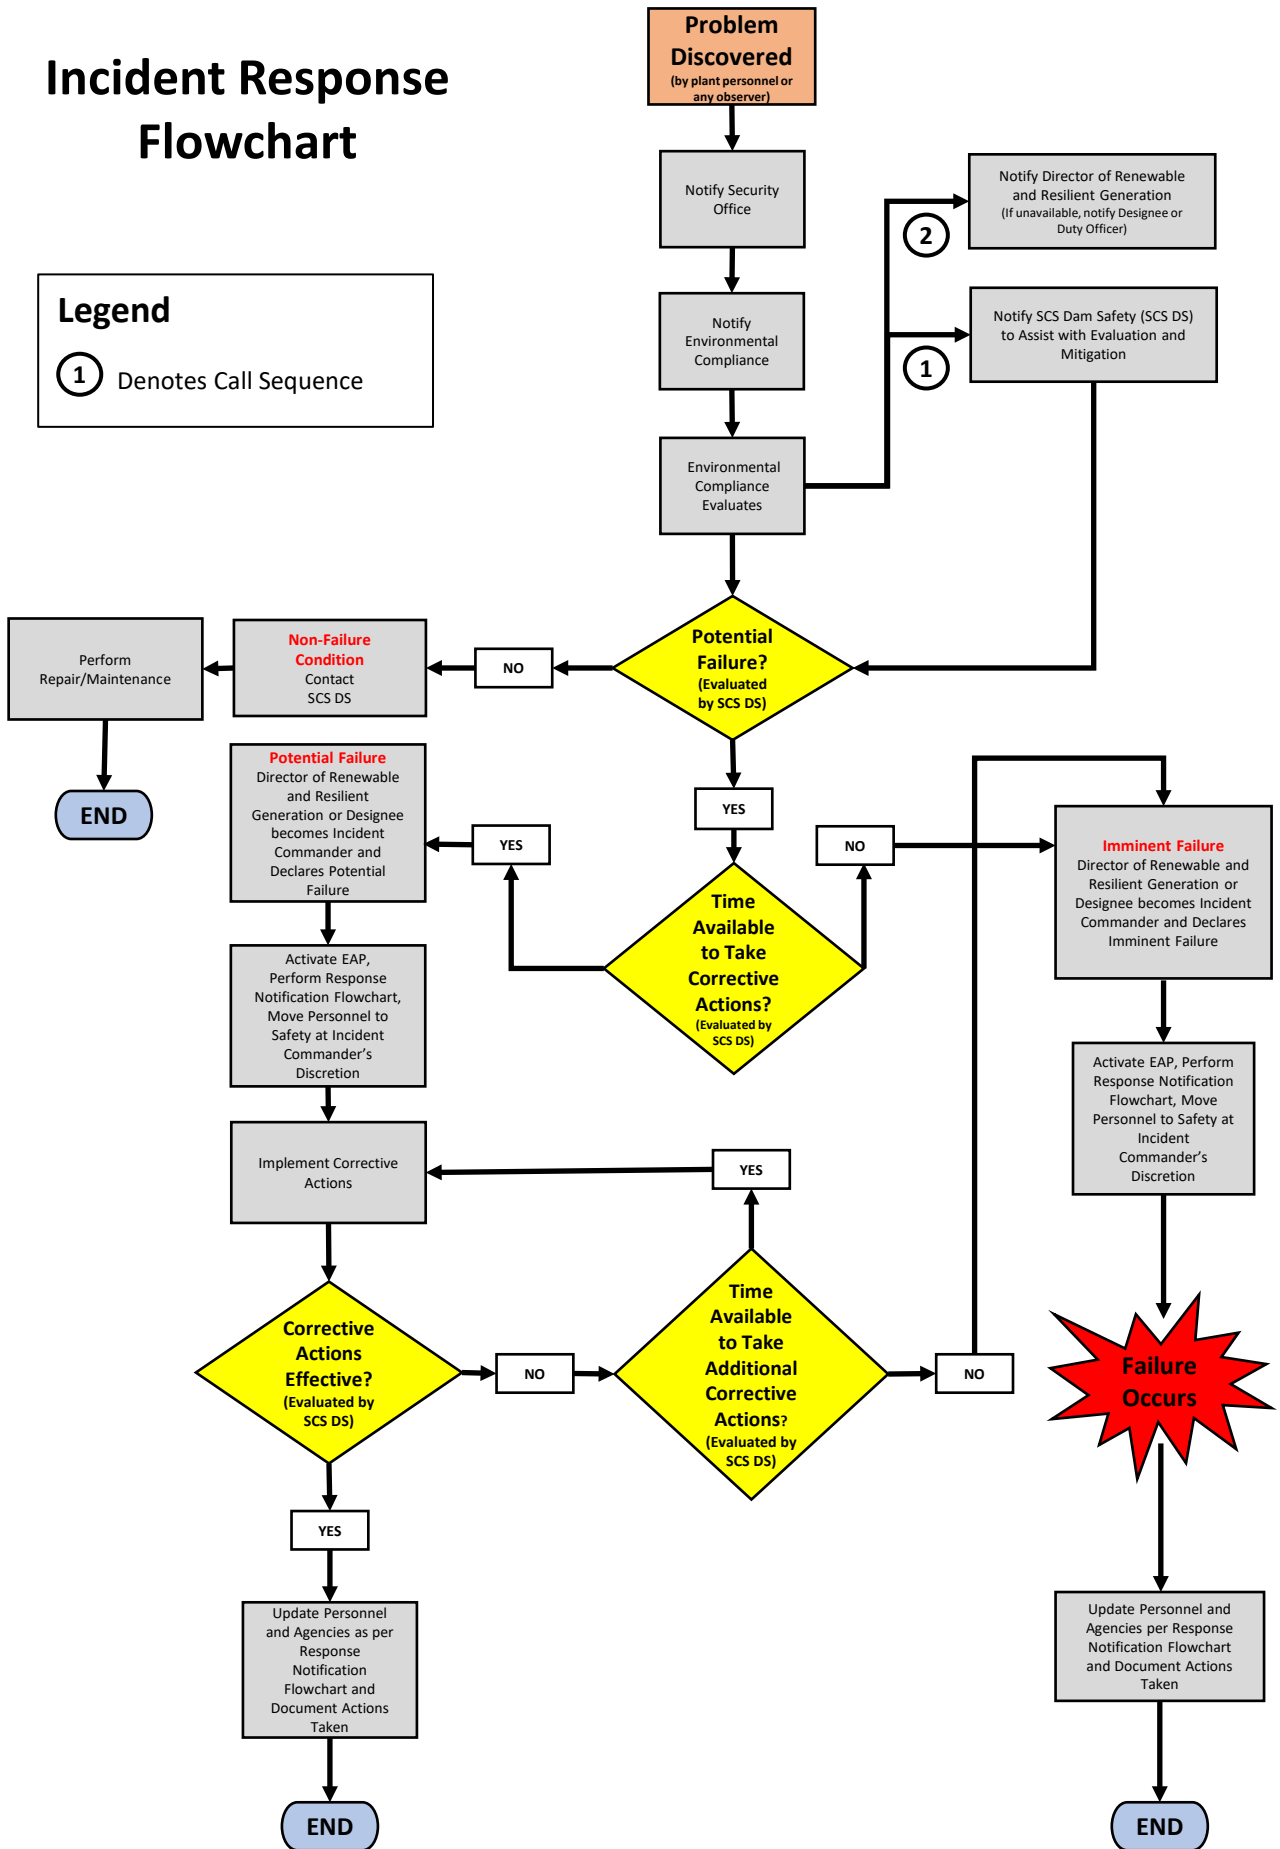 Incident Response
Flowchart
Legend
1
Denotes Call Sequence
Problem
Discovered
(by plant personnel or
any observer)
Notify Security
Office
Notify
Environmental
Compliance
Environmental
Compliance
Evaluates
2
Notify Director of Renewable
and Resilient Generation
(If unavailable, notify Designee or
Duty Officer)
1
Notify SCS Dam Safety (SCS DS)
to Assist with Evaluation and
Mitigation
Potential
Failure?
(Evaluated
by SCS DS)
NO
Non-Failure
Condition
Contact
SCS DS
Perform
Repair/Maintenance
END
YES
Time
Available
to Take
Corrective
Actions?
(Evaluated by
SCS DS)
YES
Potential Failure
Director of Renewable
and Resilient
Generation or Designee
becomes Incident
Commander and
Declares Potential
Failure
NO
Imminent Failure
Director of Renewable and
Resilient Generation or
Designee becomes Incident
Commander and Declares
Imminent Failure
Activate EAP,
Perform Response
Notification Flowchart,
Move Personnel to
Safety at Incident
Commander’s
Discretion
Activate EAP, Perform
Response Notification
Flowchart, Move
Personnel to Safety at
Incident
Commander’s
Discretion
Implement Corrective
Actions
YES
Corrective
Actions
Effective?
(Evaluated by
SCS DS)
NO
Time
Available
to Take
Additional
Corrective
Actions?
(Evaluated by
SCS DS)
NO
Failure
Occurs
YES
Update Personnel
and Agencies as per
Response
Notification
Flowchart and
Document Actions
Taken
END
Update Personnel and
Agencies per Response
Notification Flowchart
and Document Actions
Taken
END